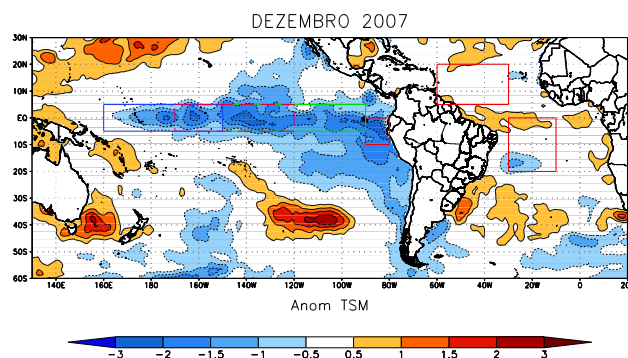 DEZEMBRO 2007
30N
20N
10N
EQ
10S
20S
30S
40S
50S
60S
140E 160E 180 160W 140W 120W 100W 80W 60W 40W 20W 0 20E
Anom TSM
-3 -2 -1.5 -1 -0.5 0.5 1 1.5 2 3